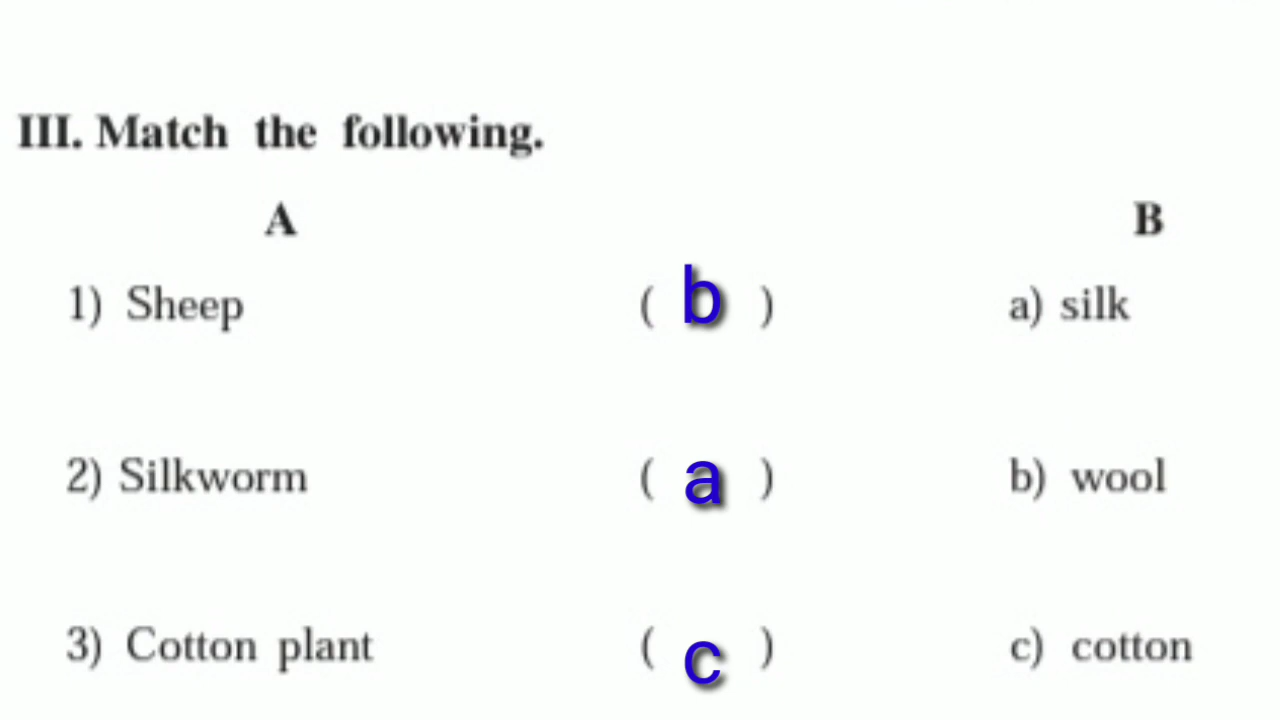 III. Match the following.
A B
1) Sheep ( b ) a) silk
2) Silkworm ( a ) b) wool
3) Cotton plant ( c ) c) cotton